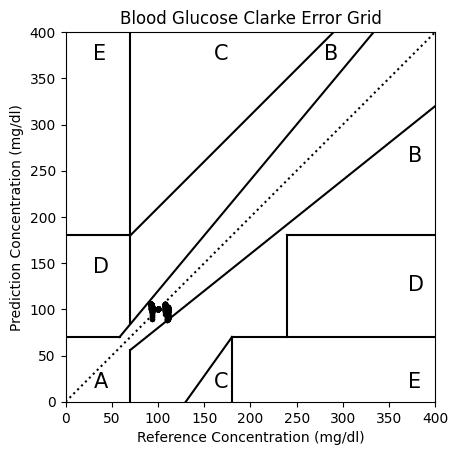 Blood Glucose Clarke Error Grid
Prediction Concentration (mg/dl)
400
350
300
250
200
150
100
50
0
E
C
B
B
D
D
A
C
E
0 50 100 150 200 250 300 350 400
Reference Concentration (mg/dl)